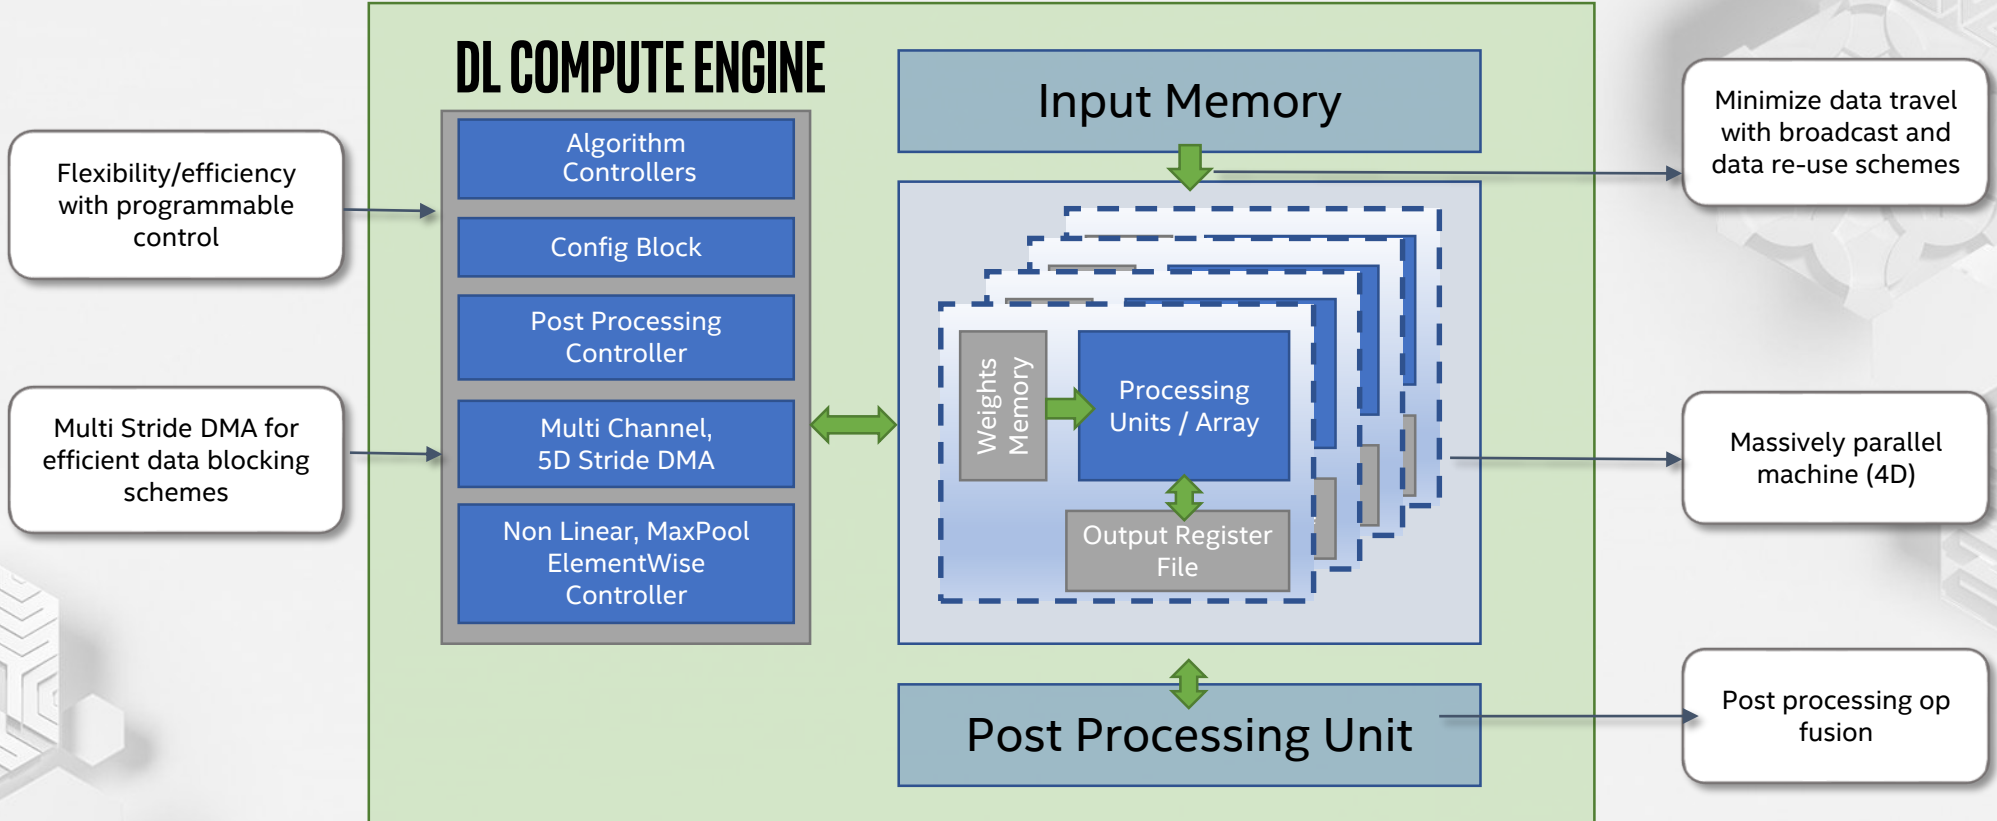 DL COMPUTE ENGINE
Flexibility/efficiency
with programmable
control
Multi Stride DMA for
efficient data blocking
schemes
Algorithm
Controllers
Config Block
Post Processing
Controller
Multi Channel,
5D Stride DMA
Non Linear, MaxPool
ElementWise
Controller
Input Memory
Weights
Memory
Processing
Units / Array
Output Register
File
Post Processing Unit
Minimize data travel
with broadcast and
data re-use schemes
Massively parallel
machine (4D)
Post processing op
fusion